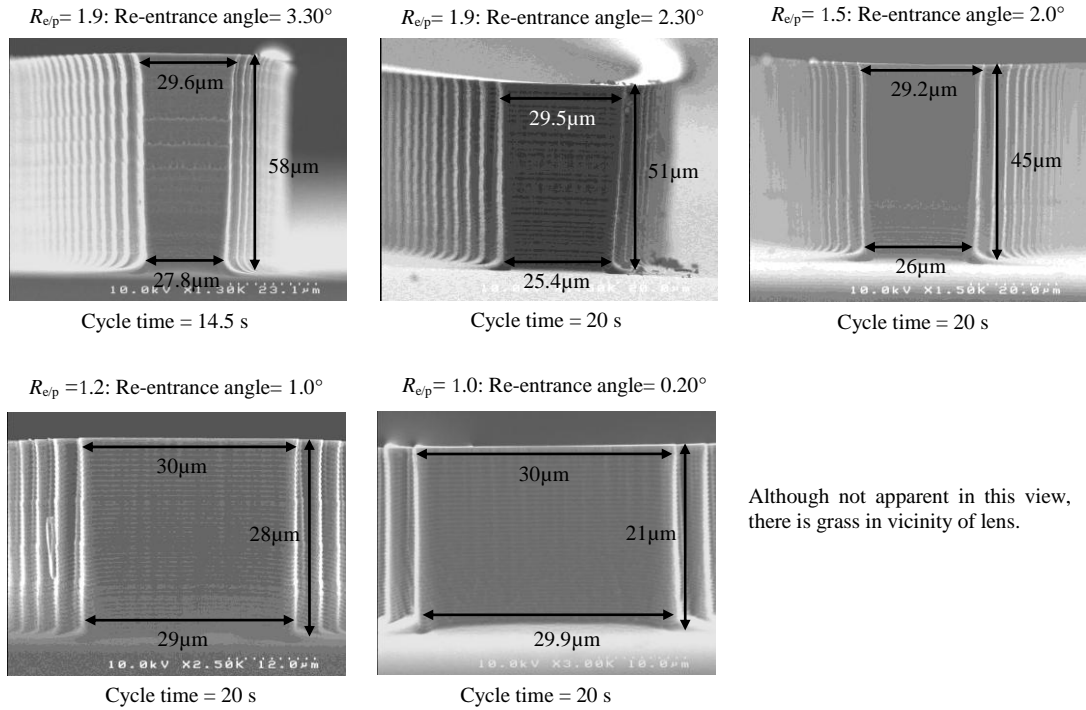 Re/p= 1.9: Re-entrance angle= 3.30°
Re/p= 1.9: Re-entrance angle= 2.30°
Re/p= 1.5: Re-entrance angle= 2.0°
29.6µm
58µm
27.8µm
10.0kV X1.30K 23.1µm
29.5µm
51µm
25.4µm
10.0kV X1.50K 20.0µm
29.2µm
45µm
26µm
10.0kV X1.50K 20.0µm
Cycle time = 14.5 s
Cycle time = 20 s
Cycle time = 20 s
Re/p =1.2: Re-entrance angle= 1.0°
Re/p= 1.0: Re-entrance angle= 0.20°
30µm
28µm
29µm
10.0kV X2.50K 12.0µm
30µm
21µm
29.9µm
10.0kV X3.00K 10.0µm
Although not apparent in this view,
there is grass in vicinity of lens.
Cycle time = 20 s
Cycle time = 20 s